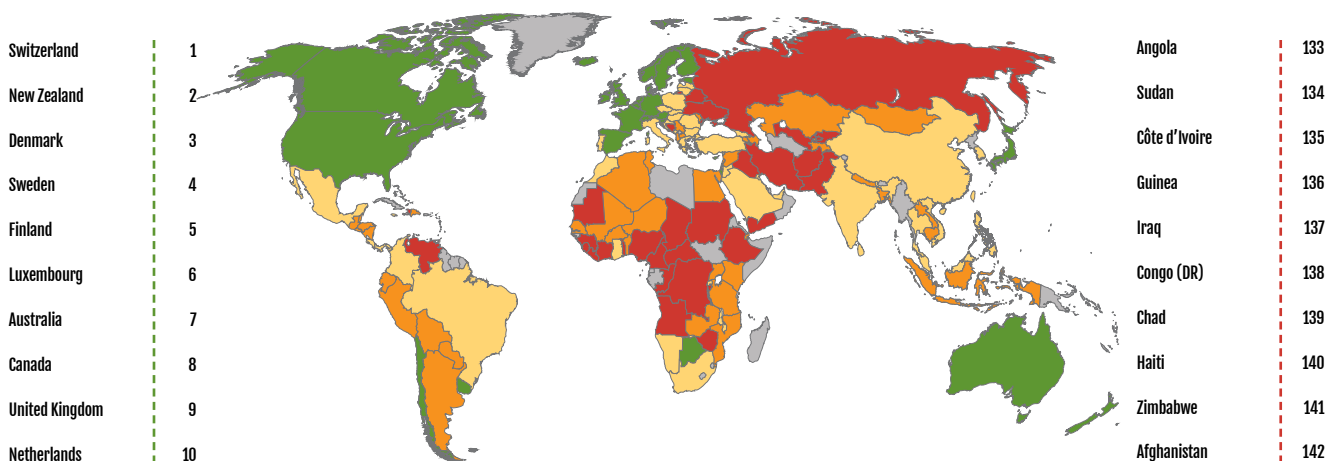 Switzerland 1
New Zealand 2
Denmark 3
Sweden 4
Finland 5
Luxembourg 6
Australia 7
Canada 8
United Kingdom 9
Netherlands 10
Angola 133
Sudan 134
Côte d'Ivoire 135
Guinea 136
Iraq 137
Congo (DR) 138
Chad 139
Haiti 140
Zimbabwe 141
Afghanistan 142